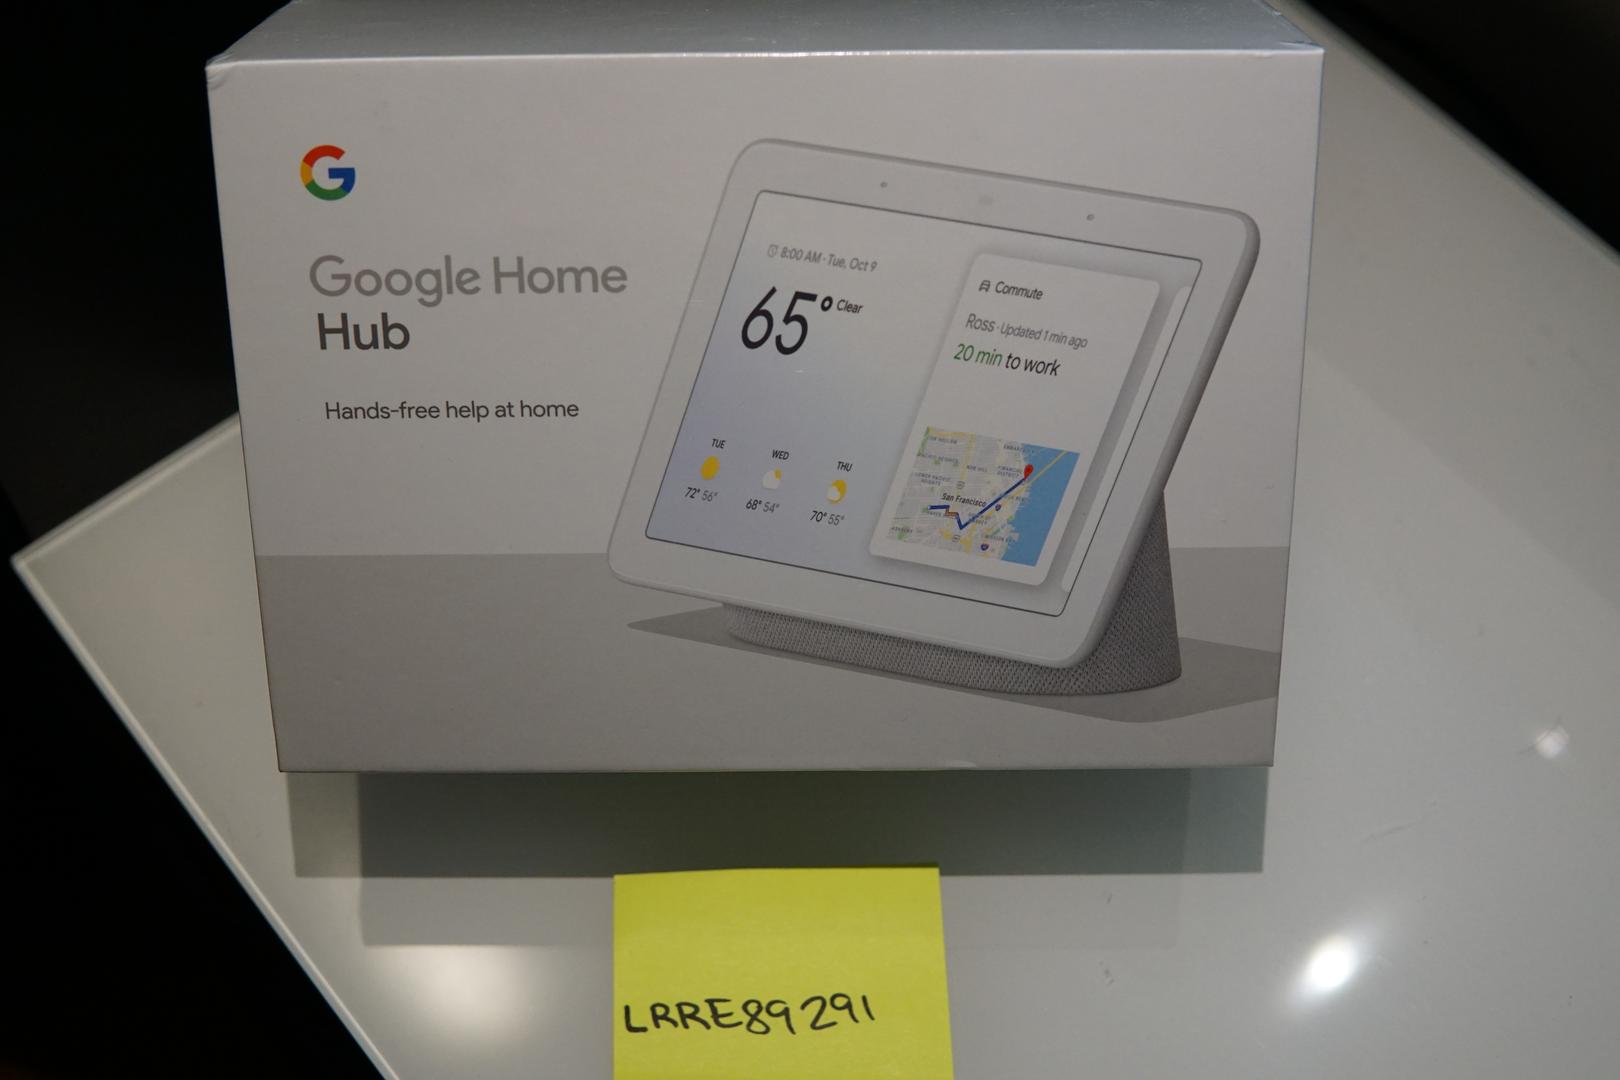 G
Google Home
Hub
Hands-free help at home
8:00 AM · Tue, Oct 9
65° Clear
TUE
72° 56°
WED
68° 54°
THU
70° 55°
Commute
Ross · Updated 1 min ago
20 min to work
San Francisco
LRRE89291